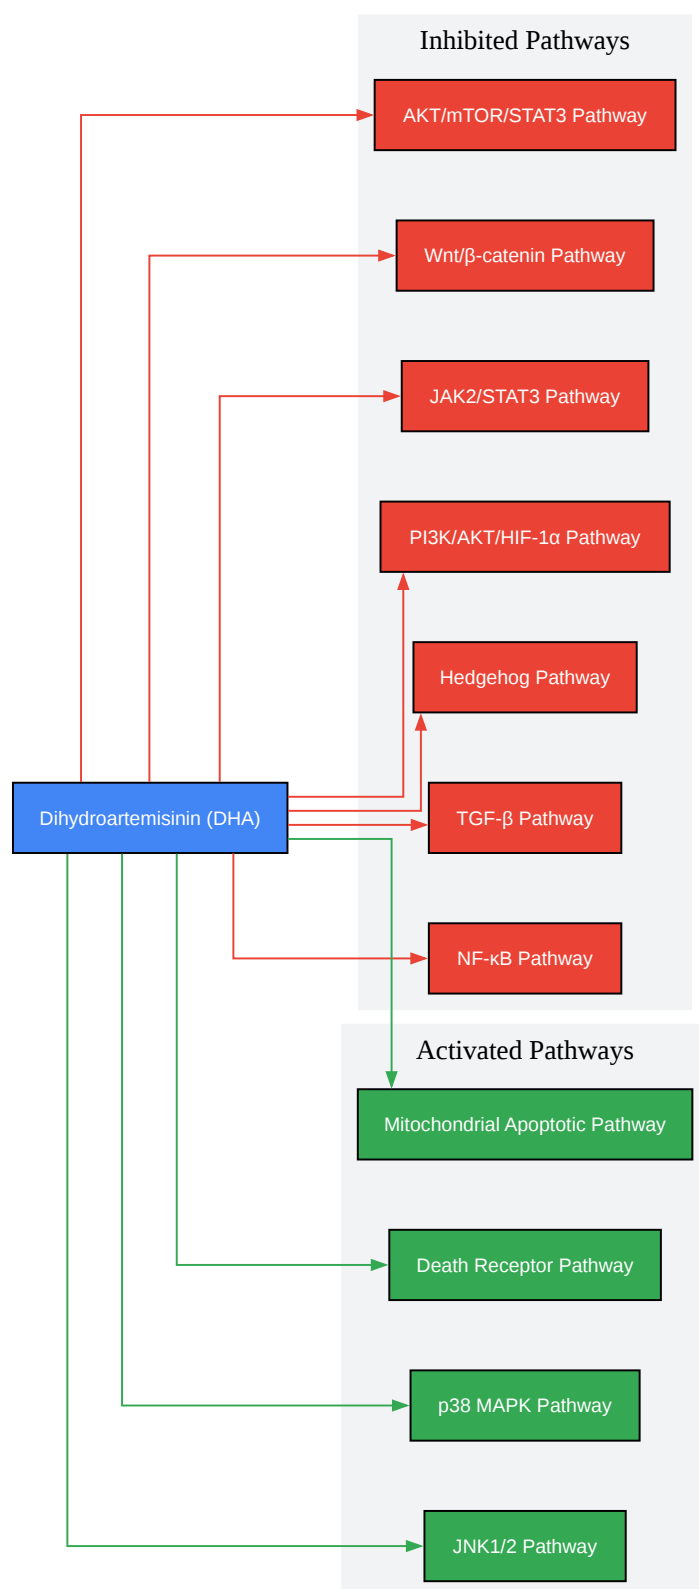 Inhibited Pathways
AKT/mTOR/STAT3 Pathway
Wnt/β-catenin Pathway
JAK2/STAT3 Pathway
PI3K/AKT/HIF-1α Pathway
Hedgehog Pathway
Dihydroartemisinin (DHA)
TGF-β Pathway
NF-κB Pathway
Activated Pathways
Mitochondrial Apoptotic Pathway
Death Receptor Pathway
p38 MAPK Pathway
JNK1/2 Pathway